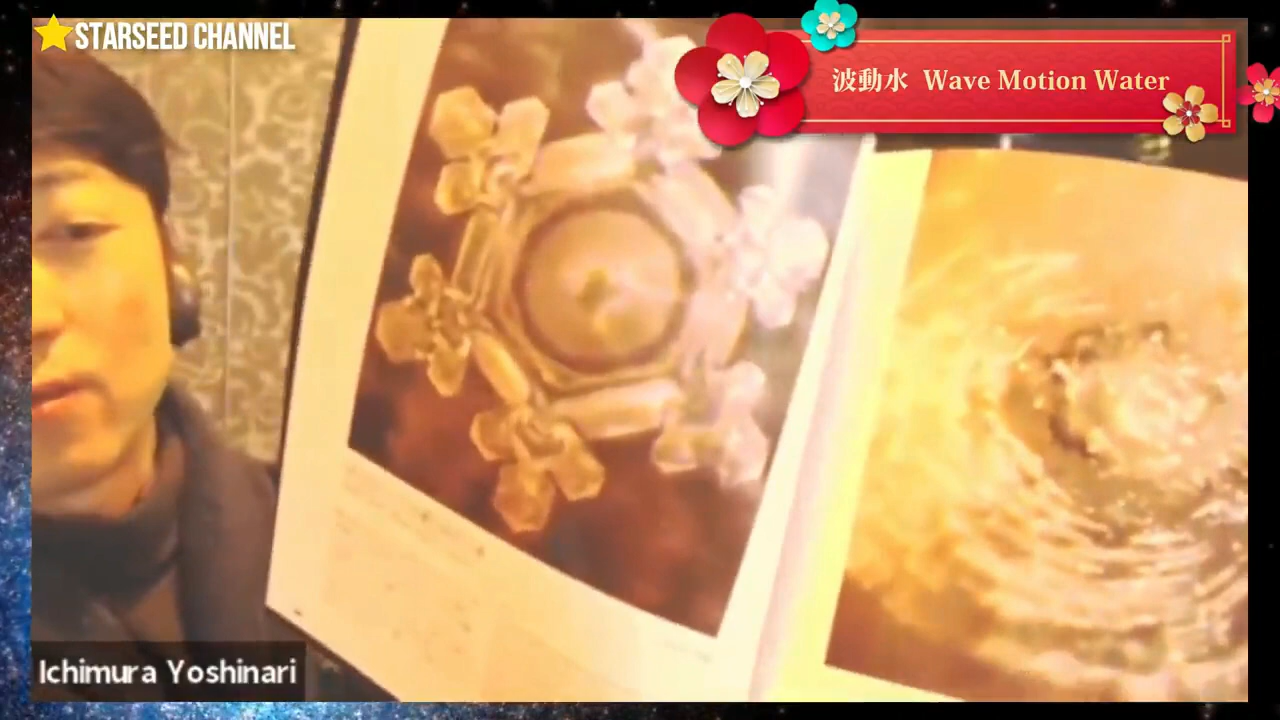 STARSEED CHANNEL
波動水 Wave Motion Water
Ichimura Yoshinari